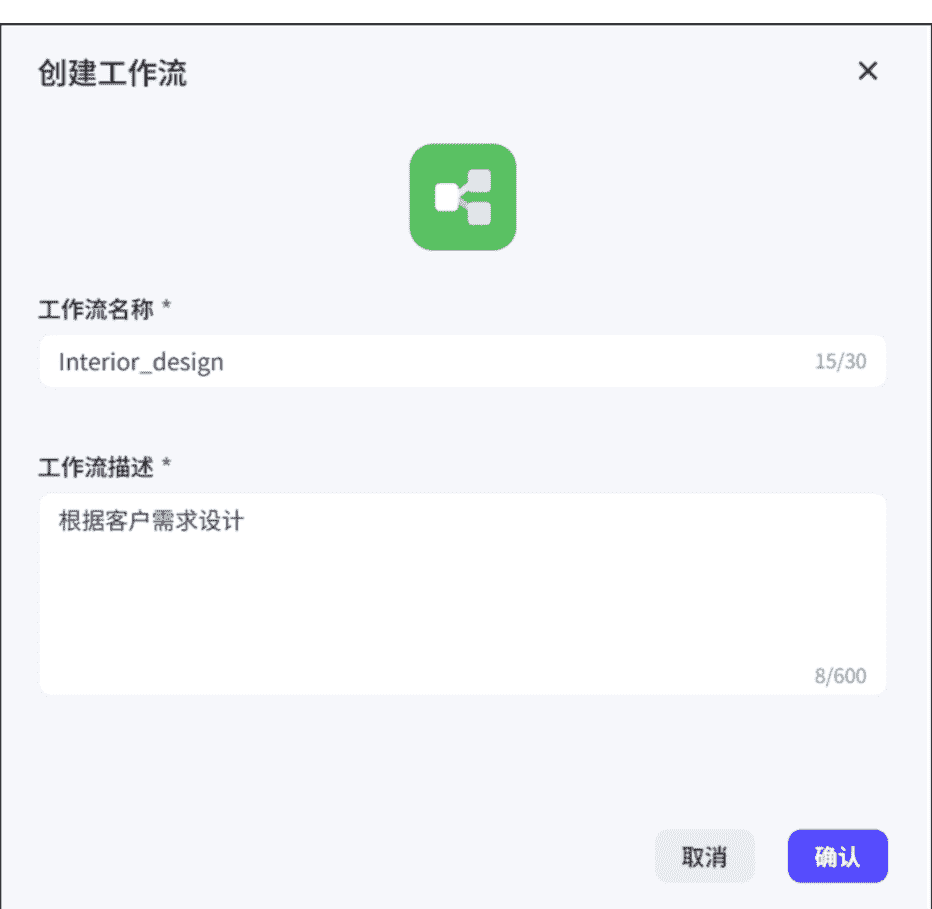 创建工作流
工作流名称 *
Interior_design
15/30
工作流描述 *
根据客户需求设计
8/600
取消
确认